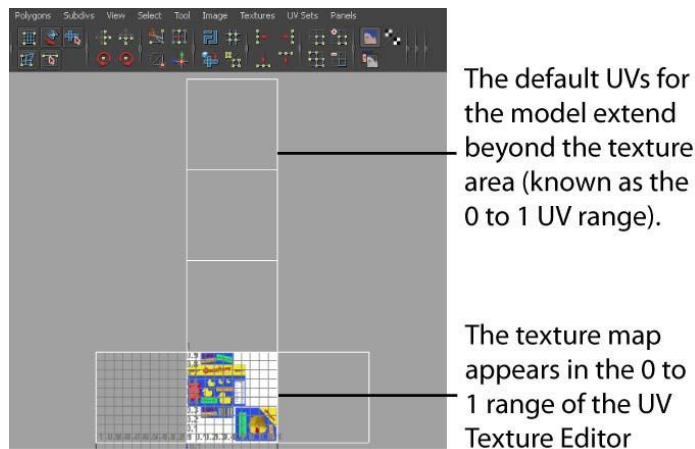 Polygons Subdivs View Select Tool Image Textures UV Sets Panels
The default UVs for
the model extend
beyond the texture
area (known as the
0 to 1 UV range).
The texture map
appears in the 0 to
1 range of the UV
Texture Editor